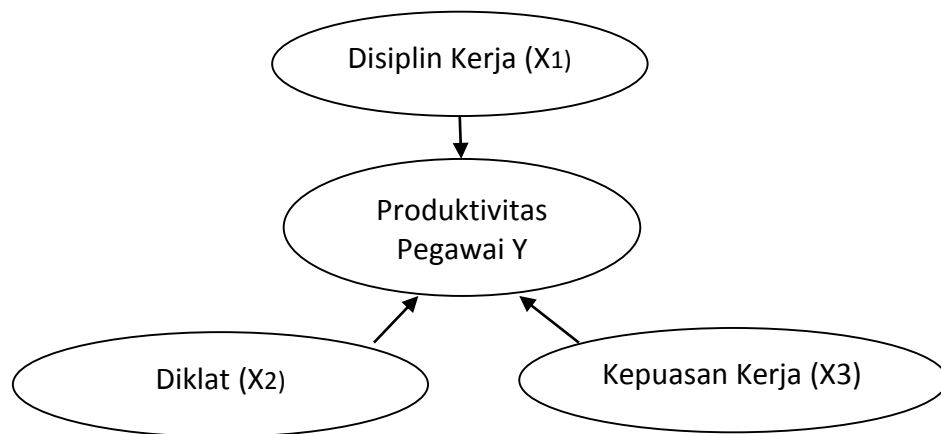 Disiplin Kerja (X1)
Produktivitas
Pegawai Y
Diklat (X2)
Kepuasan Kerja (X3)